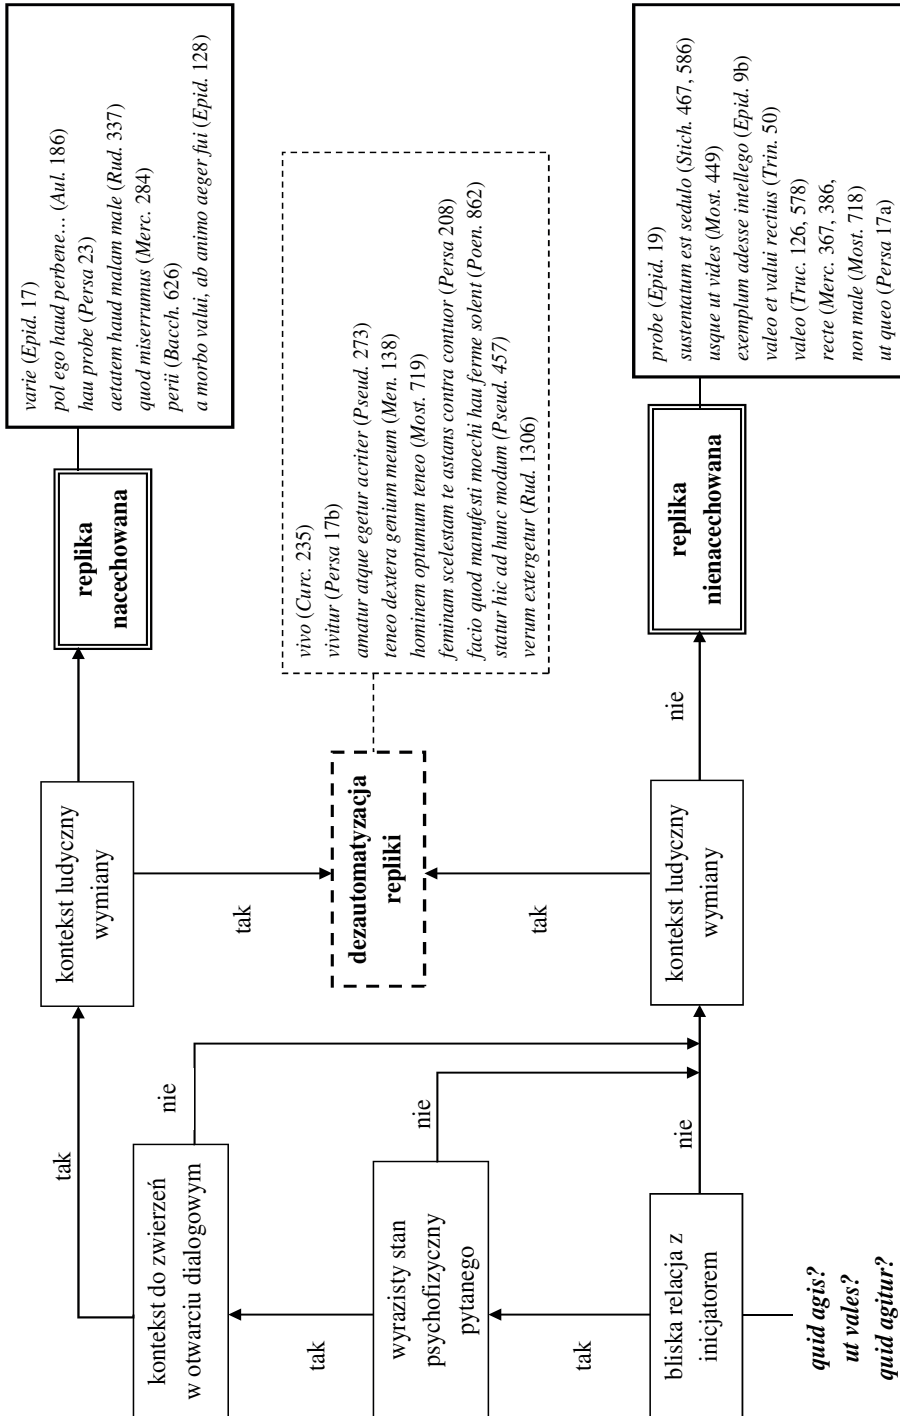 quid agis?
ut vales?
quid agitur?
bliska relacja z
inicjatorem
tak
nie
wyrazisty stan
psychofizyczny
pytanego
tak
nie
kontekst do zwierzeń
w otwarciu dialogowym
tak
nie
kontekst ludyczny
wymiany
tak
kontekst ludyczny
wymiany
tak
nie
dezautomatyzacja
repliki
replika
nacechowana
replika
nienacechowana
varie (Epid. 17)
pol ego haud perbene… (Aul. 186)
hau probe (Persa 23)
aetatem haud malam male (Rud. 337)
quod miserrumus (Merc. 284)
perii (Bacch. 626)
a morbo valui, ab animo aeger fui (Epid. 128)
vivo (Curc. 235)
vivitur (Persa 17b)
amatur atque egetur acriter (Pseud. 273)
teneo dextera genium meum (Men. 138)
hominem optumum teneo (Most. 719)
feminam scelestam te astans contra contuor (Persa 208)
facio quod manufesti moechi hau ferme solent (Poen. 862)
statur hic ad hunc modum (Pseud. 457)
verum extergetur (Rud. 1306)
probe (Epid. 19)
sustentatum est sedulo (Stich. 467, 586)
usque ut vides (Most. 449)
exemplum adesse intellego (Epid. 9b)
valeo et valui rectius (Trin. 50)
valeo (Truc. 126, 578)
recte (Merc. 367, 386,
non male (Most. 718)
ut queo (Persa 17a)